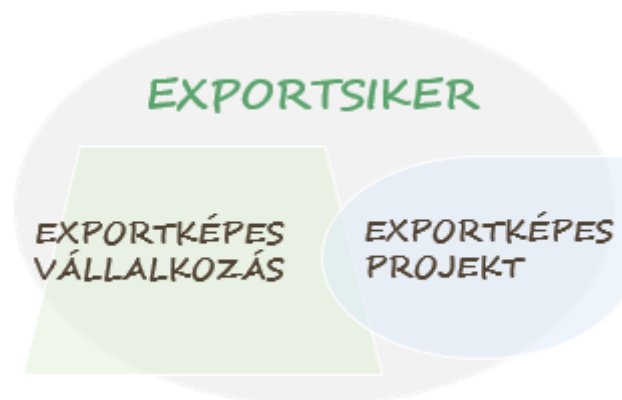 EXPORTSIKER
EXPORTKÉPES
VÁLLALKOZÁS
EXPORTKÉPES
PROJEKT